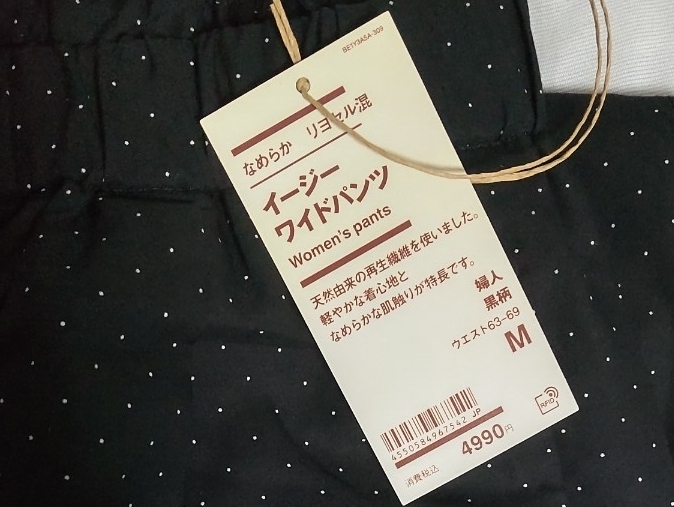 BE1Y3A5A-309
なめらか リヨセル混
イージー
ワイドパンツ
Women's pants
天然由来の再生繊維を使いました。
軽やかな着心地と
なめらかな肌触りが特長です。
婦人
黒柄
ウエスト63-69
M
4550584967542 JP
RFID
4990円
消費税込